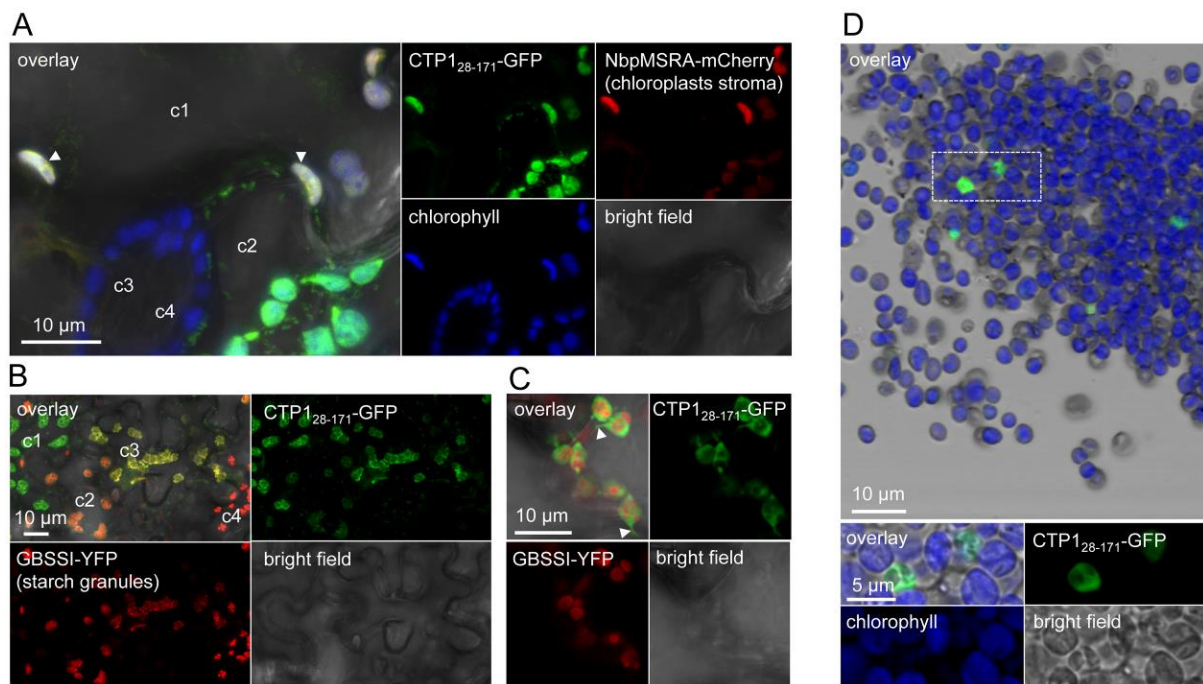 A
overlay
c1
c2
c3
c4
10 µm
CTP1₂₈₋₁₇₁-GFP
NbpMSRA-mCherry
(chloroplasts stroma)
chlorophyll
bright field
B
overlay
c1
c3
c2
c4
10 µm
CTP1₂₈₋₁₇₁-GFP
GBSSI-YFP
(starch granules)
bright field
C
overlay
10 µm
CTP1₂₈₋₁₇₁-GFP
GBSSI-YFP
bright field
D
overlay
10 µm
overlay
5 µm
CTP1₂₈₋₁₇₁-GFP
chlorophyll
bright field